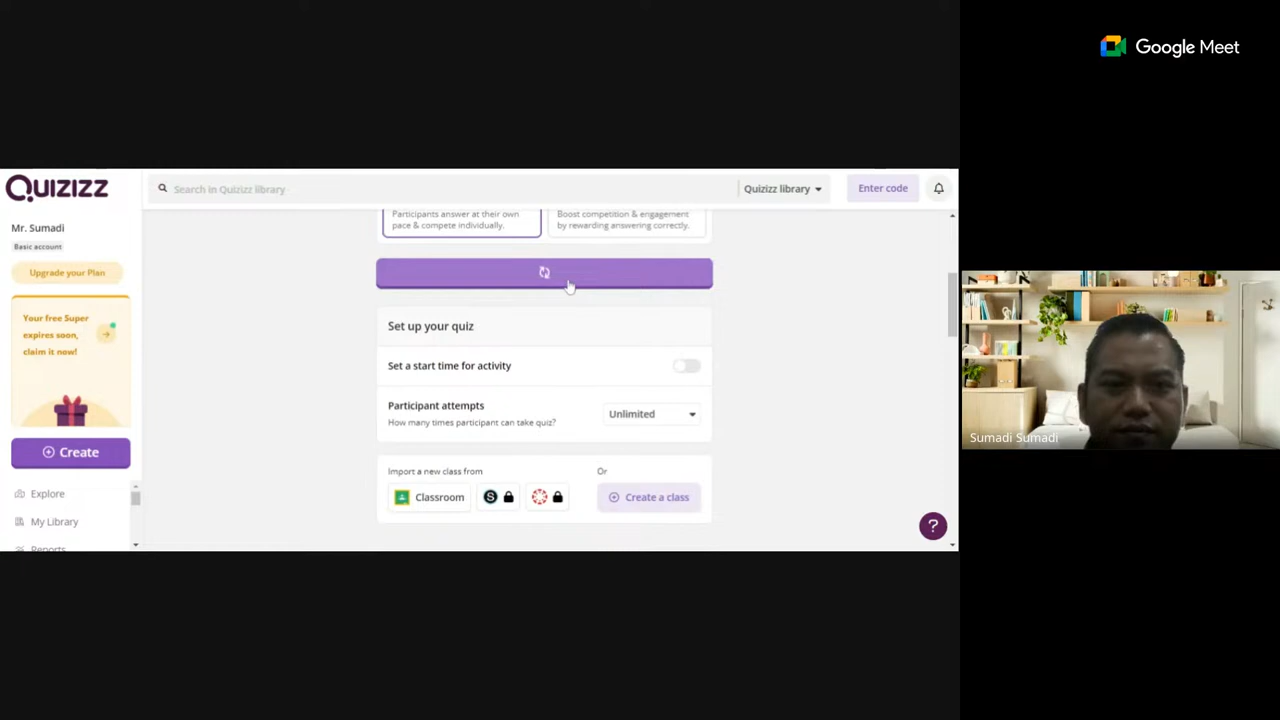 Google Meet
QUIZIZZ
Search in Quizizz library
Quizizz library
Enter code
Mr. Sumadi
Basic account
Upgrade your Plan
Your free Super
expires soon,
claim it now!
Create
Explore
My Library
Reports
Participants answer at their own
pace & compete individually.
Boost competition & engagement
by rewarding answering correctly.
Set up your quiz
Set a start time for activity
Participant attempts
How many times participant can take quiz?
Unlimited
Import a new class from
Or
Classroom
S
Create a class
?
Sumadi Sumadi